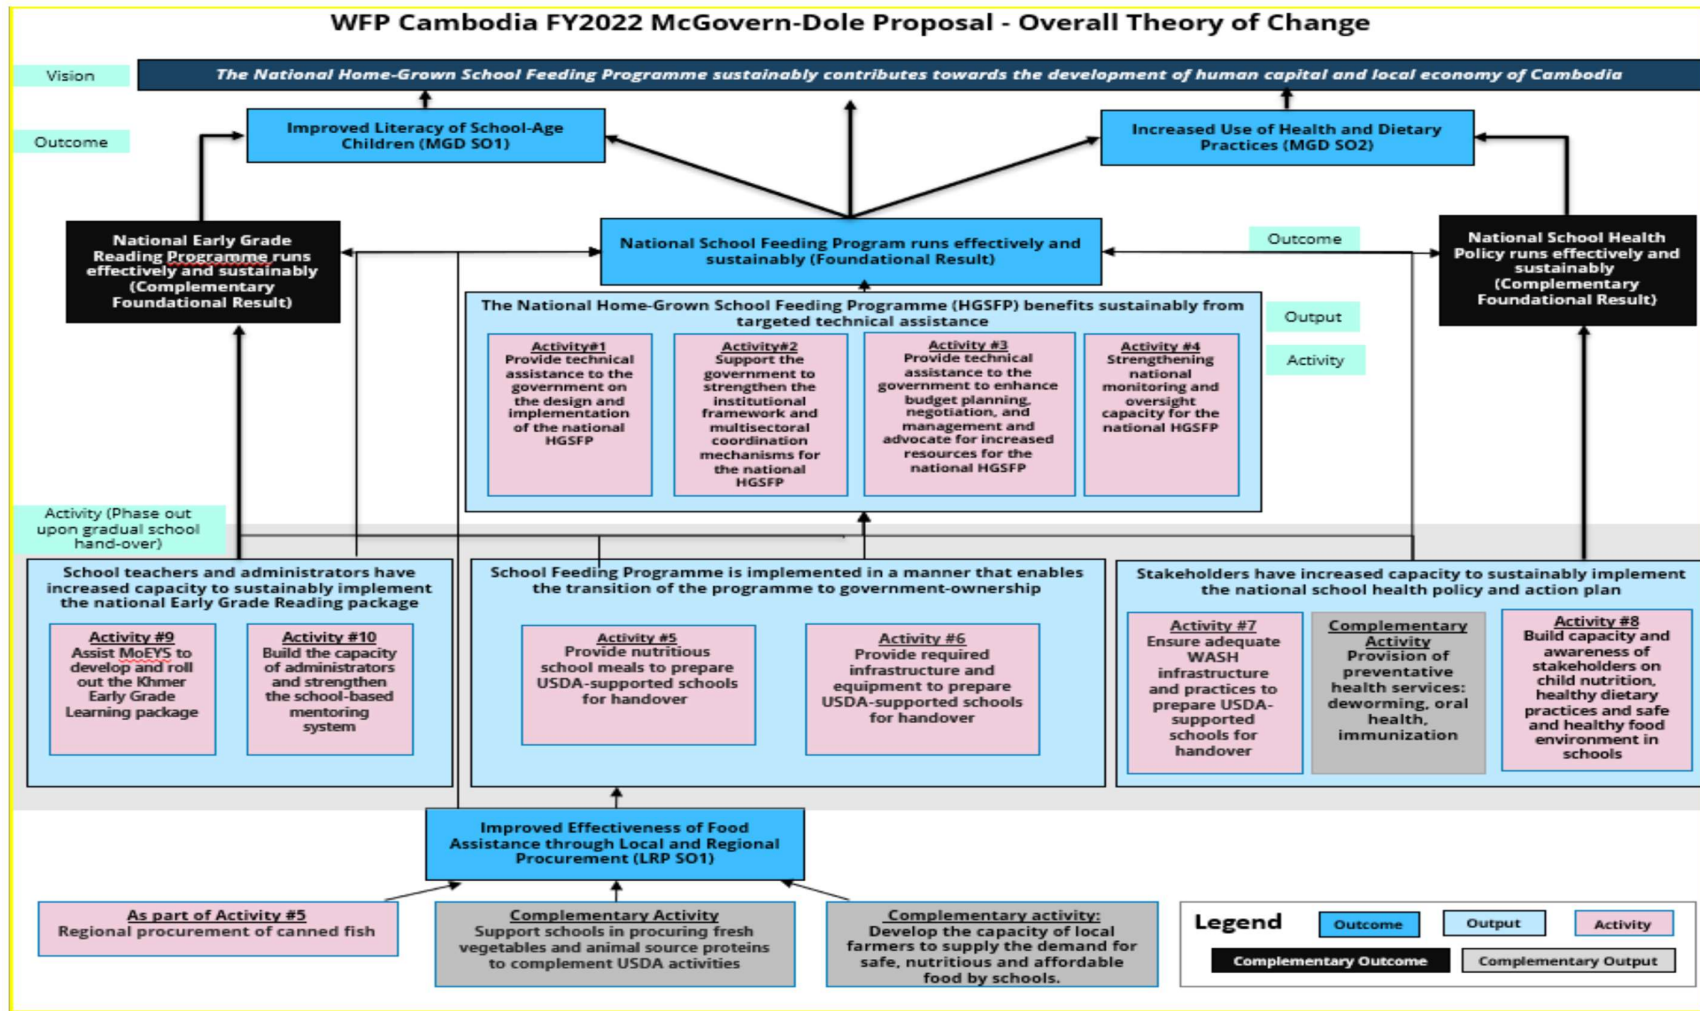 WFP Cambodia FY2022 McGovern-Dole Proposal - Overall Theory of Change
Vision
The National Home-Grown School Feeding Programme sustainably contributes towards the development of human capital and local economy of Cambodia
Outcome
Improved Literacy of School-Age
Children (MGD SO1)
Increased Use of Health and Dietary
Practices (MGD SO2)
National Early Grade
Reading Programme runs
effectively and sustainably
(Complementary
Foundational Result)
National School Feeding Program runs effectively and
sustainably (Foundational Result)
Outcome
National School Health
Policy runs effectively and
sustainably
(Complementary
Foundational Result)
The National Home-Grown School Feeding Programme (HGSFP) benefits sustainably from
targeted technical assistance
Output
Activity
Activity#1
Provide technical
assistance to the
government on
the design and
implementation
of the national
HGSFP
Activity#2
Support the
government to
strengthen the
institutional
framework and
multisectoral
coordination
mechanisms for
the national
HGSFP
Activity #3
Provide technical
assistance to the
government to enhance
budget planning,
negotiation, and
management and
advocate for increased
resources for the
national HGSFP
Activity #4
Strengthening
national
monitoring and
oversight
capacity for the
national HGSFP
Activity (Phase out
upon gradual school
hand-over)
School teachers and administrators have
increased capacity to sustainably implement
the national Early Grade Reading package
Activity #9
Assist MoEYS to
develop and roll
out the Khmer
Early Grade
Learning package
Activity #10
Build the capacity
of administrators
and strengthen
the school-based
mentoring
system
School Feeding Programme is implemented in a manner that enables
the transition of the programme to government-ownership
Activity #5
Provide nutritious
school meals to prepare
USDA-supported schools
for handover
Activity #6
Provide required
infrastructure and
equipment to prepare
USDA-supported schools
for handover
Stakeholders have increased capacity to sustainably implement
the national school health policy and action plan
Activity #7
Ensure adequate
WASH
infrastructure
and practices to
prepare USDA-
supported
schools for
handover
Complementary
Activity
Provision of
preventative
health services:
deworming, oral
health,
immunization
Activity #8
Build capacity and
awareness of
stakeholders on
child nutrition,
healthy dietary
practices and safe
and healthy food
environment in
schools
Improved Effectiveness of Food
Assistance through Local and Regional
Procurement (LRP SO1)
As part of Activity #5
Regional procurement of canned fish
Complementary Activity
Support schools in procuring fresh
vegetables and animal source proteins
to complement USDA activities
Complementary activity:
Develop the capacity of local
farmers to supply the demand for
safe, nutritious and affordable
food by schools.
Legend
Outcome
Output
Activity
Complementary Outcome
Complementary Output